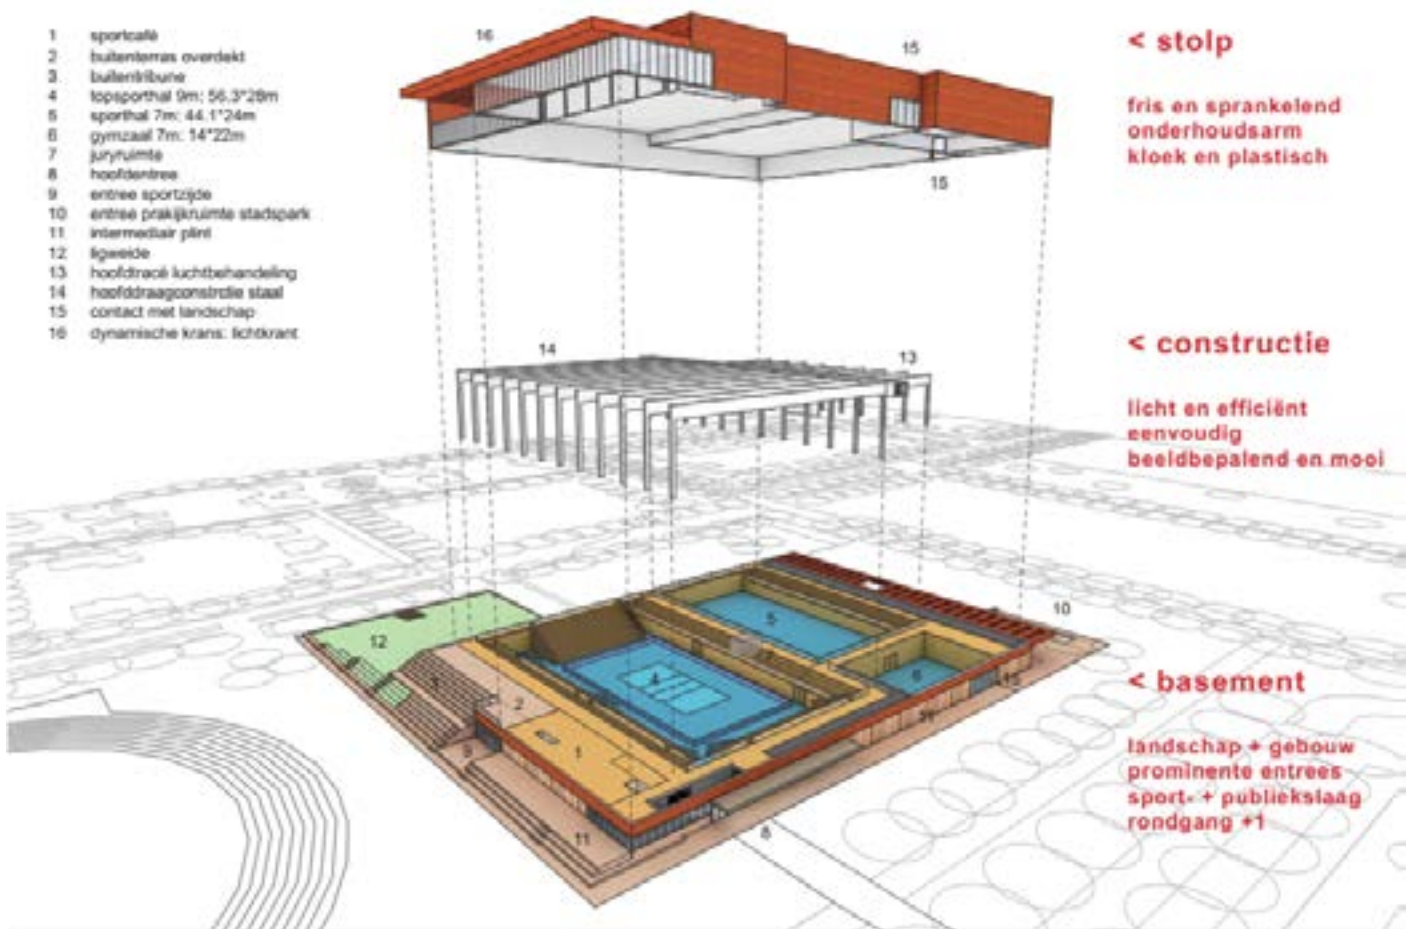 1 sportcafé
2 buitenterras overdekt
3 buitentribune
4 topsporthal 9m: 56.3*28m
5 sporthal 7m: 44.1*24m
6 gymzaal 7m: 14*22m
7 juryruimte
8 hoofdentree
9 entree sportzijde
10 entree prakijkruimte stadspark
11 intermediair plint
12 ligweide
13 hoofdtracé luchtbehandeling
14 hoofddraagconstrctie staal
15 contact met landschap
16 dynamische krans: lichtkrant
16
15
15
< stolp
fris en sprankelend
onderhoudsarm
kloek en plastisch
14
13
< constructie
licht en efficiënt
eenvoudig
beeldbepalend en mooi
12
3
2
1
9
11
4
5
6
10
8
< basement
landschap + gebouw
prominente entrees
sport- + publiekslaag
rondgang +1